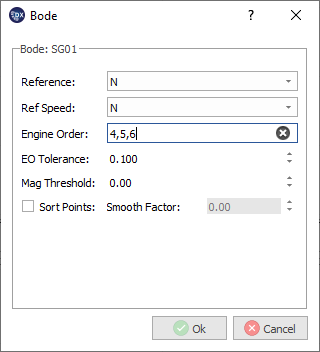 EDX Bode ?
Bode: SG01
Reference: N
Ref Speed: N
Engine Order: 4,5,6
EO Tolerance: 0.100
Mag Threshold: 0.00
Sort Points: Smooth Factor: 0.00
Ok Cancel